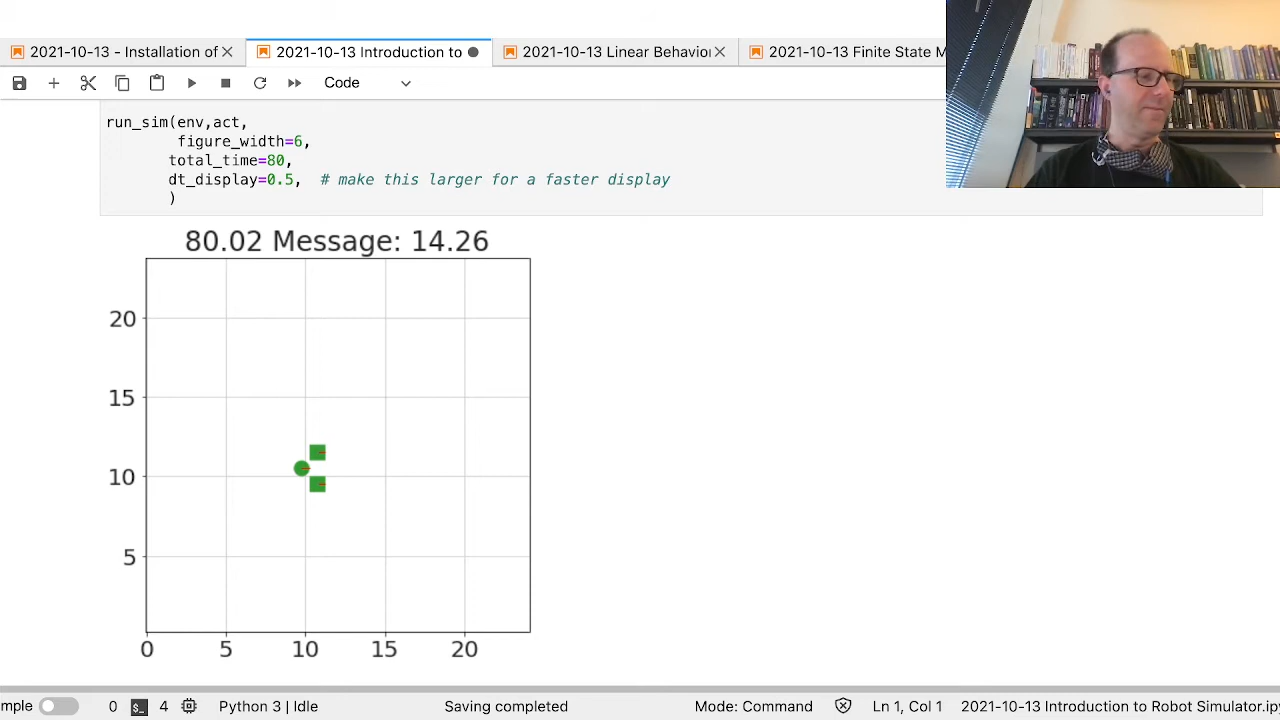 2021-10-13 - Installation of
2021-10-13 Introduction to
2021-10-13 Linear Behavior
2021-10-13 Finite State M
Code
run_sim(env,act,
figure_width=6,
total_time=80,
dt_display=0.5,  # make this larger for a faster display
)
80.02 Message: 14.26
20
15
10
5
0 5 10 15 20
mple 0 4 Python 3 | Idle Saving completed Mode: Command Ln 1, Col 1 2021-10-13 Introduction to Robot Simulator.ipy